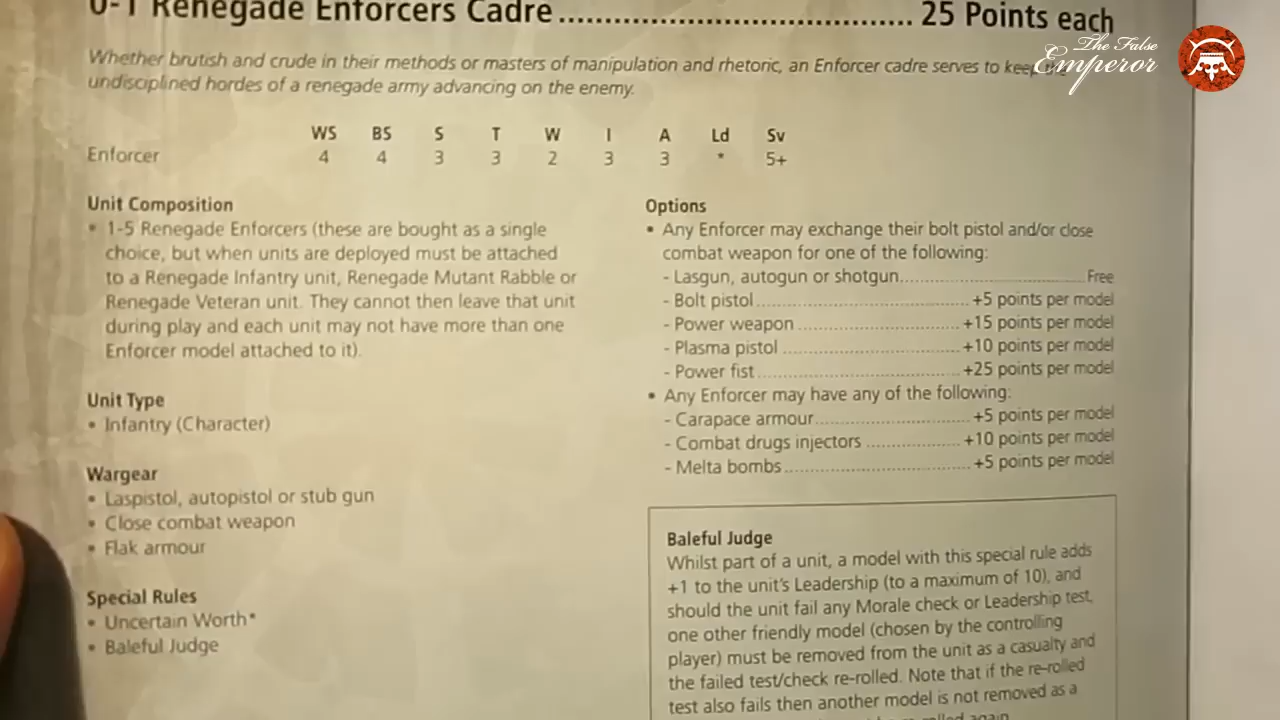 0-1 Renegade Enforcers Cadre.................................... 25 Points each
The False
Emperor
Whether brutish and crude in their methods or masters of manipulation and rhetoric, an Enforcer cadre serves to keep
undisciplined hordes of a renegade army advancing on the enemy.
WS BS S T W I A Ld Sv
Enforcer 4 4 3 3 2 3 3 * 5+
Unit Composition
• 1-5 Renegade Enforcers (these are bought as a single
choice, but when units are deployed must be attached
to a Renegade Infantry unit, Renegade Mutant Rabble or
Renegade Veteran unit. They cannot then leave that unit
during play and each unit may not have more than one
Enforcer model attached to it).
Unit Type
• Infantry (Character)
Wargear
• Laspistol, autopistol or stub gun
• Close combat weapon
• Flak armour
Special Rules
• Uncertain Worth*
• Baleful Judge
Options
• Any Enforcer may exchange their bolt pistol and/or close
combat weapon for one of the following:
- Lasgun, autogun or shotgun.................................... Free
- Bolt pistol.......................................... +5 points per model
- Power weapon ................................ +15 points per model
- Plasma pistol ................................... +10 points per model
- Power fist........................................ +25 points per model
• Any Enforcer may have any of the following:
- Carapace armour............................... +5 points per model
- Combat drugs injectors ................... +10 points per model
- Melta bombs..................................... +5 points per model
Baleful Judge
Whilst part of a unit, a model with this special rule adds
+1 to the unit's Leadership (to a maximum of 10), and
should the unit fail any Morale check or Leadership test,
one other friendly model (chosen by the controlling
player) must be removed from the unit as a casualty and
the failed test/check re-rolled. Note that if the re-rolled
test also fails then another model is not removed as a
rolled again